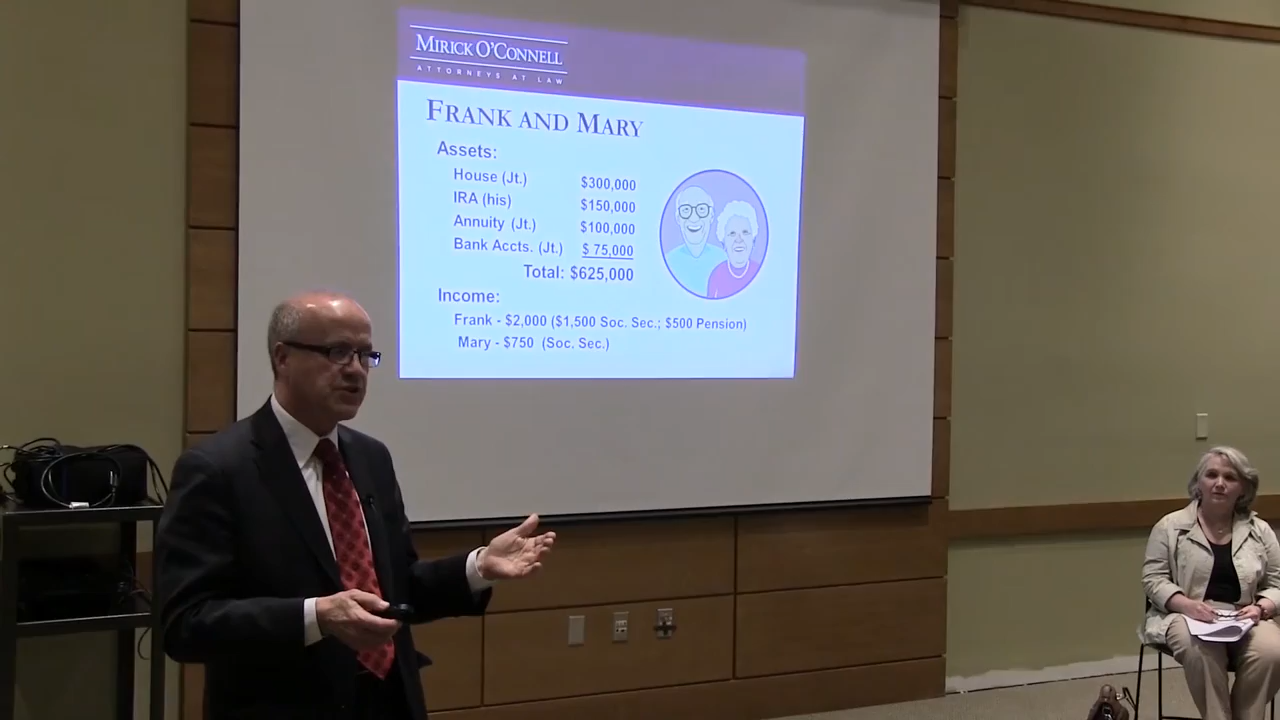 MIRICK O'CONNELL
ATTORNEYS AT LAW
FRANK AND MARY
Assets:
House (Jt.) $300,000
IRA (his) $150,000
Annuity (Jt.) $100,000
Bank Accts. (Jt.) $ 75,000
Total: $625,000
Income:
Frank - $2,000 ($1,500 Soc. Sec.; $500 Pension)
Mary - $750 (Soc. Sec.)